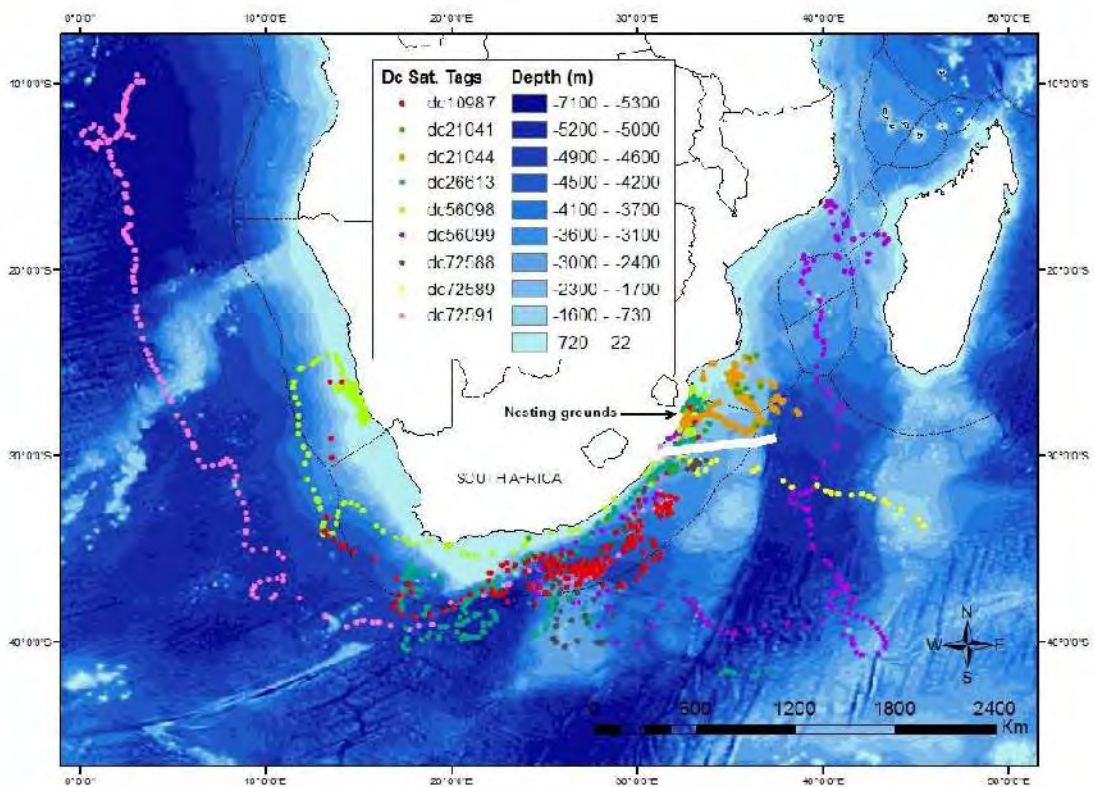 0°0'0"E 10°0'0"E 20°0'0"E 30°0'0"E 40°0'0"E 50°0'0"E
10°0'0"S 10°0'0"S
Dc Sat. Tags Depth (m)
dc10987 -7100 - -5300
dc21041 -5200 - -5000
dc21044 -4900 - -4600
dc26613 -4500 - -4200
dc56098 -4100 - -3700
dc56099 -3600 - -3100
dc72588 -3000 - -2400
dc72589 -2300 - -1700
dc72591 -1600 - -730
720 22
20°0'0"S 20°0'0"S
Nesting grounds
30°0'0"S 30°0'0"S
SOUTH AFRICA
40°0'0"S 40°0'0"S
N
W E
S
600 1200 1800 2400
Km
0°0'0"E 10°0'0"E 20°0'0"E 30°0'0"E 40°0'0"E 50°0'0"E